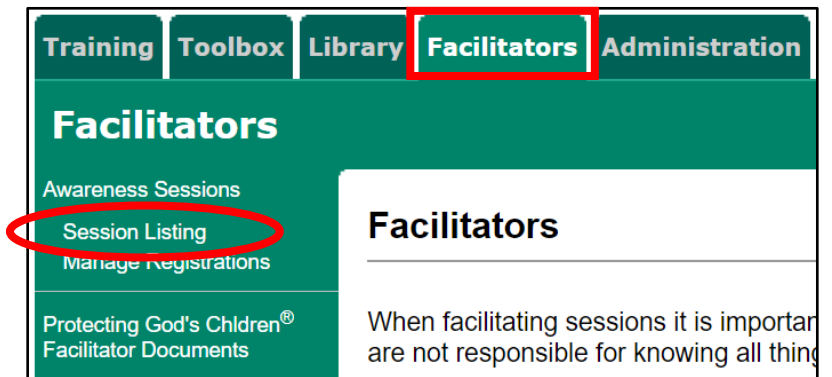 Training Toolbox Library Facilitators Administration
Facilitators
Awareness Sessions
Session Listing
Manage Registrations
Protecting God's Chldren®
Facilitator Documents
Facilitators
When facilitating sessions it is importan
are not responsible for knowing all thing